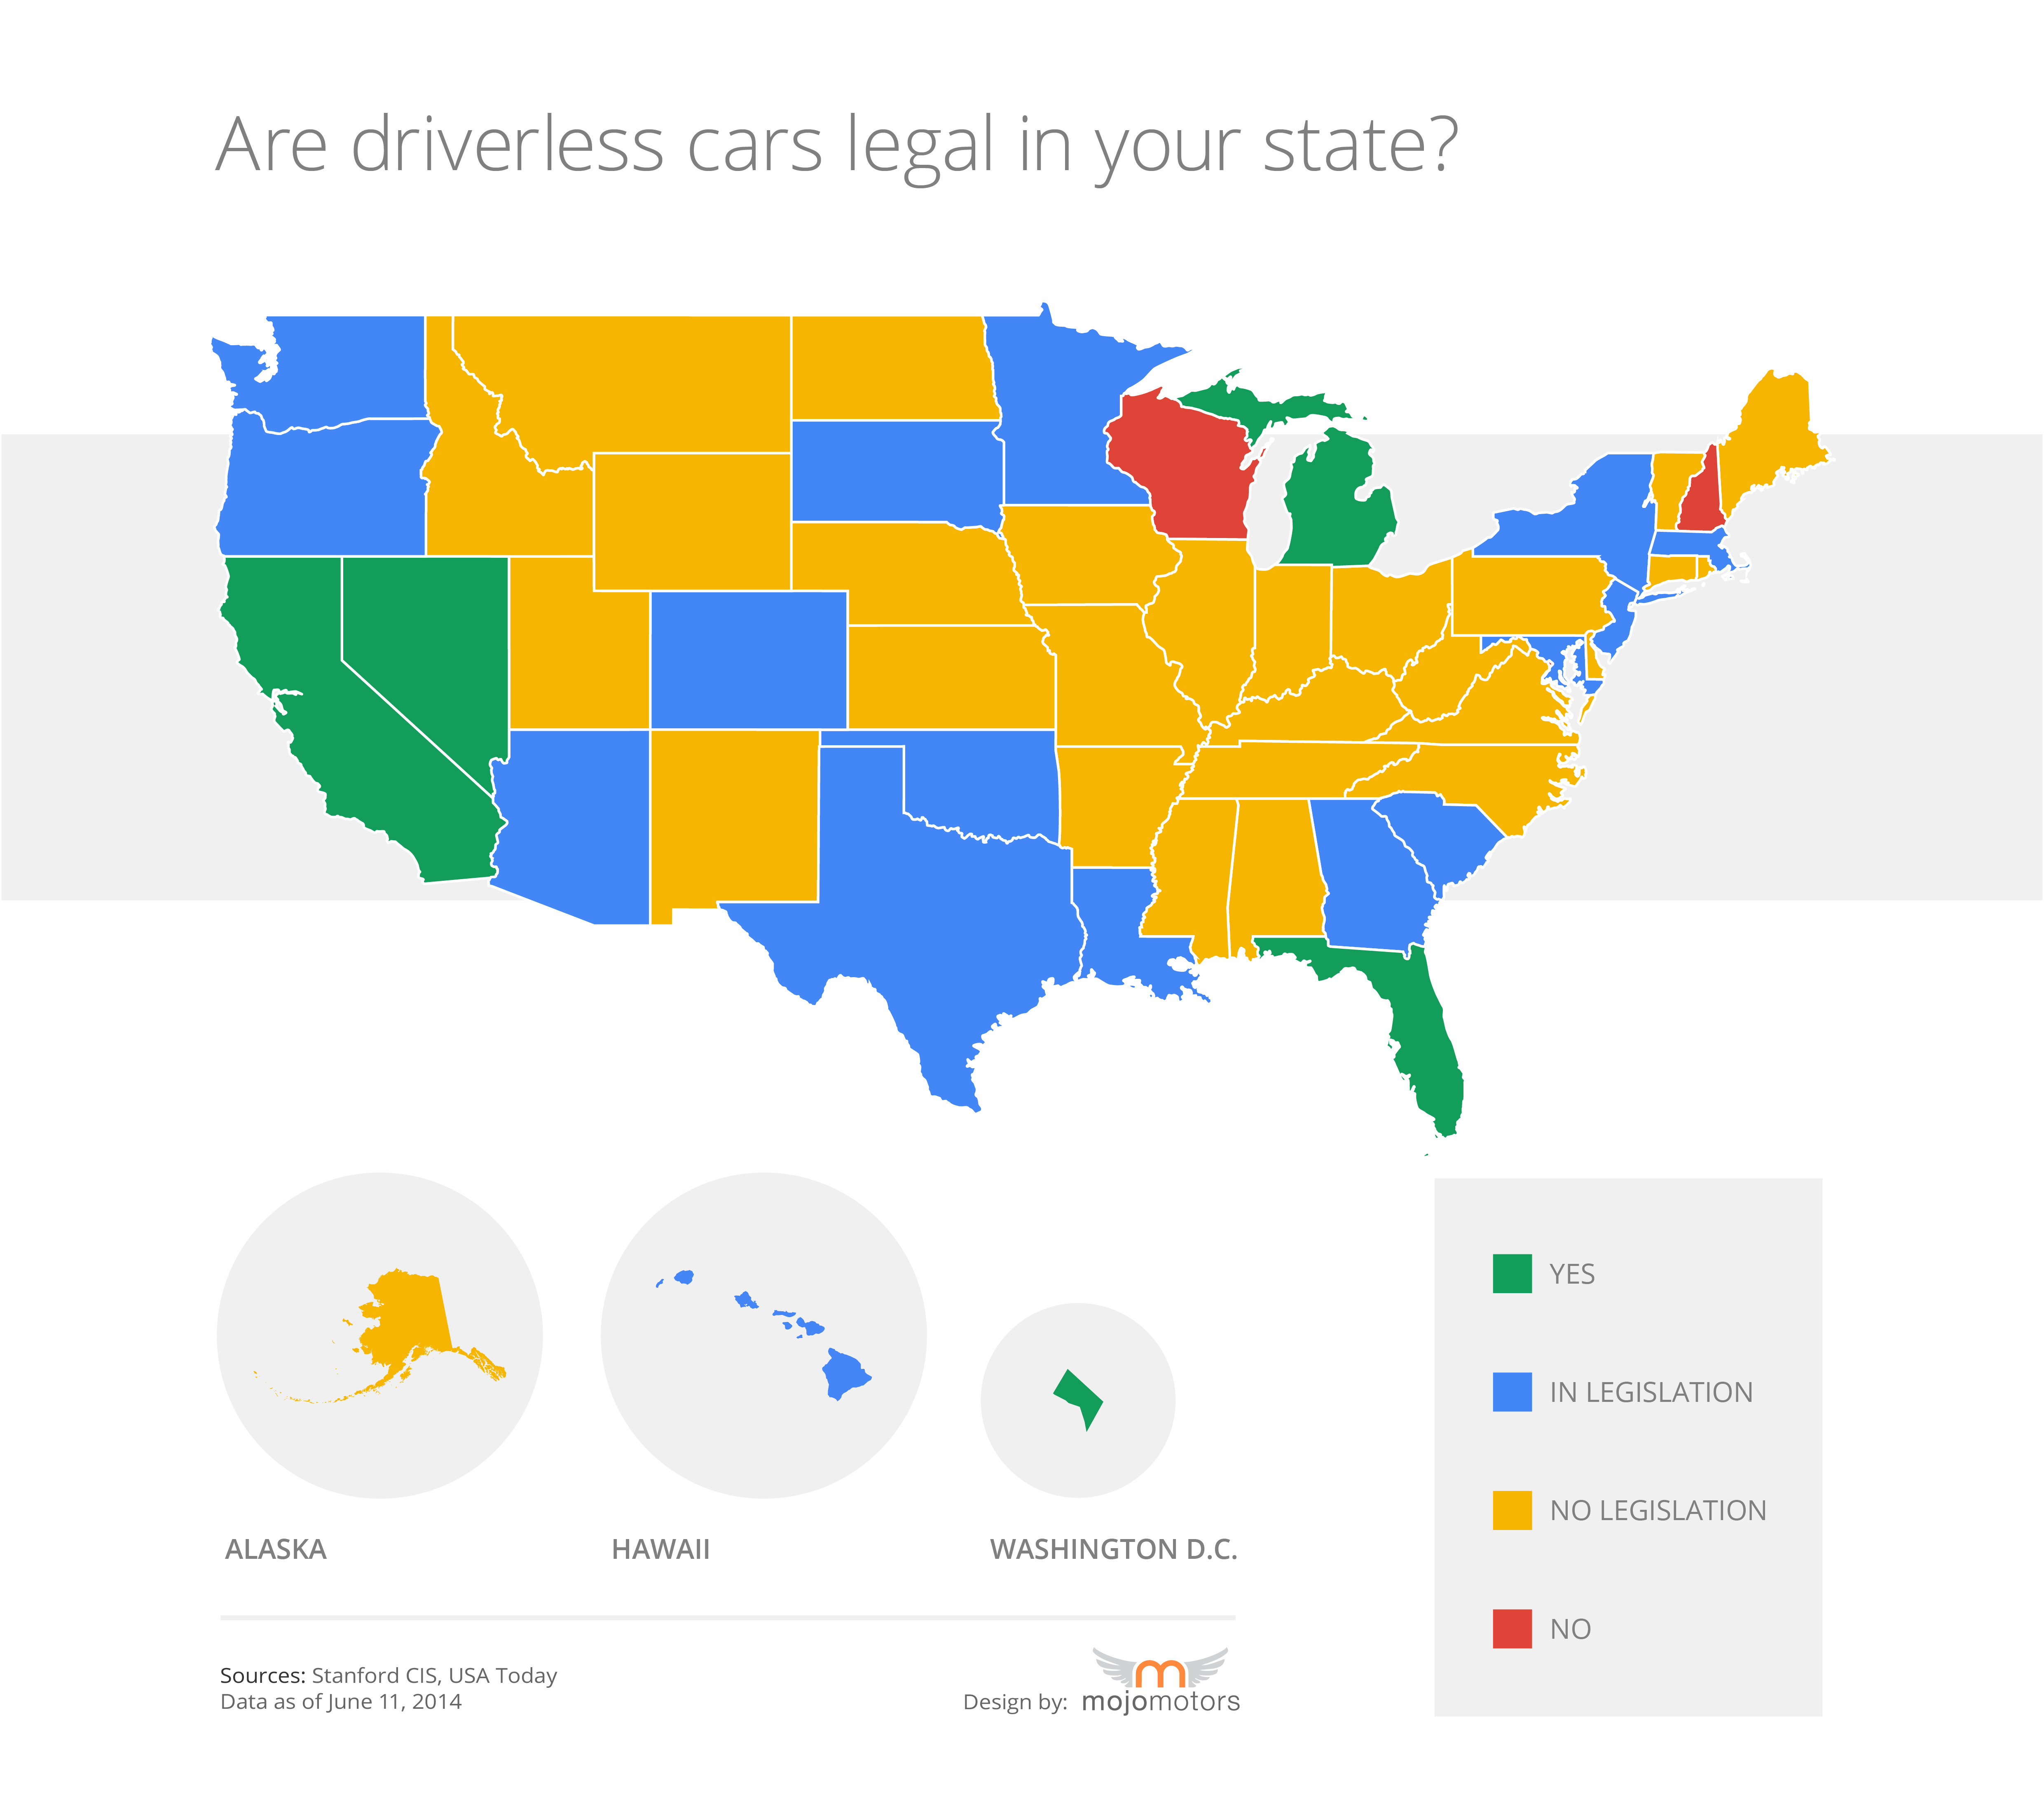 Are driverless cars legal in your state?
YES
IN LEGISLATION
NO LEGISLATION
NO
ALASKA
HAWAII
WASHINGTON D.C.
Sources: Stanford CIS, USA Today
Data as of June 11, 2014
Design by:
m
mojomotors